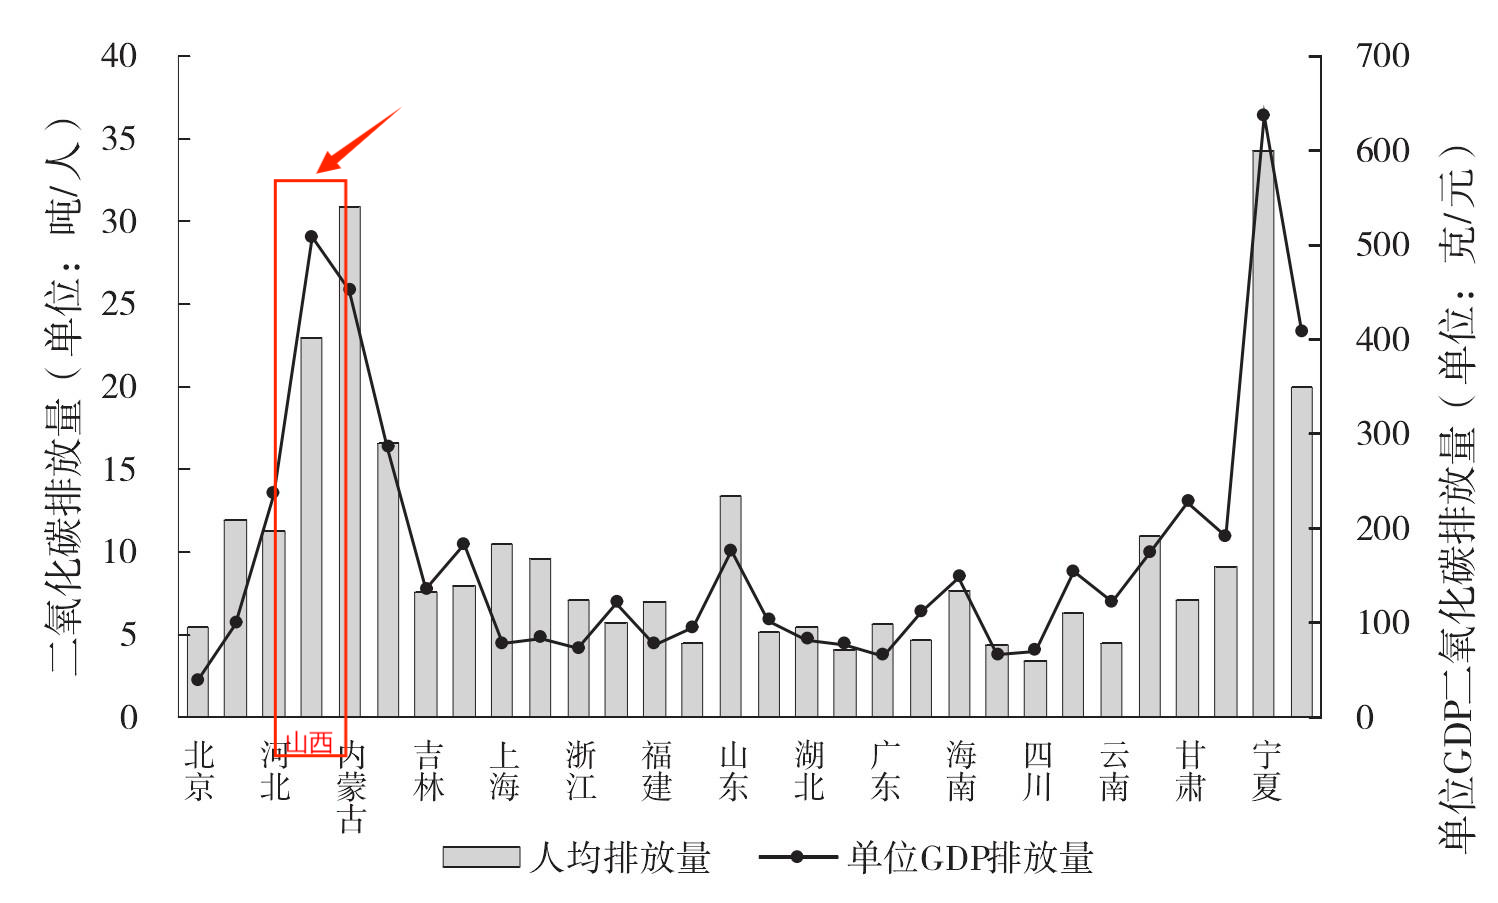 二氧化碳排放量（单位：吨/人）
40
35
30
25
20
15
10
5
0
700
600
500
400
300
200
100
0
单位GDP二氧化碳排放量（单位：克/元）
北京
河北
山西
内蒙古
吉林
上海
浙江
福建
山东
湖北
广东
海南
四川
云南
甘肃
宁夏
人均排放量
单位GDP排放量